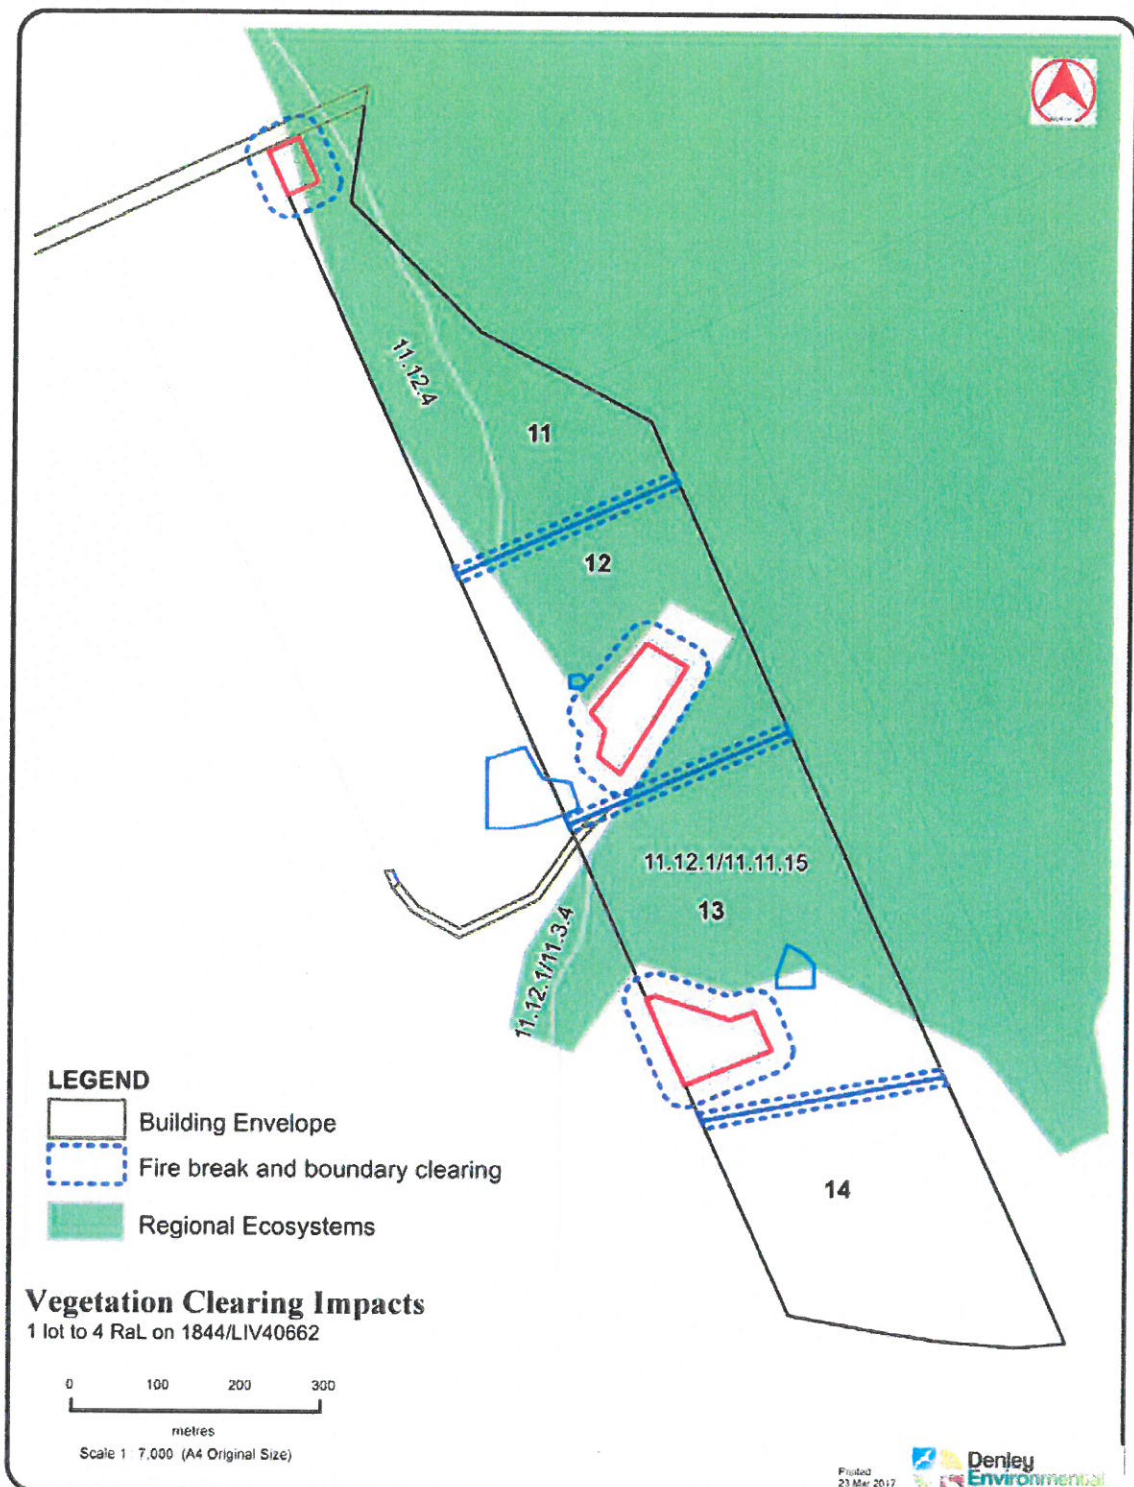 11.12.4
11
12
11.12.1/11.11.15
13
11.12.1/11.3.4
14
LEGEND
Building Envelope
Fire break and boundary clearing
Regional Ecosystems
Vegetation Clearing Impacts
1 lot to 4 RaL on 1844/LIV40662
0 100 200 300
metres
Scale 1 : 7,000 (A4 Original Size)
Printed
23 Mar 2017
Denley
Environmental